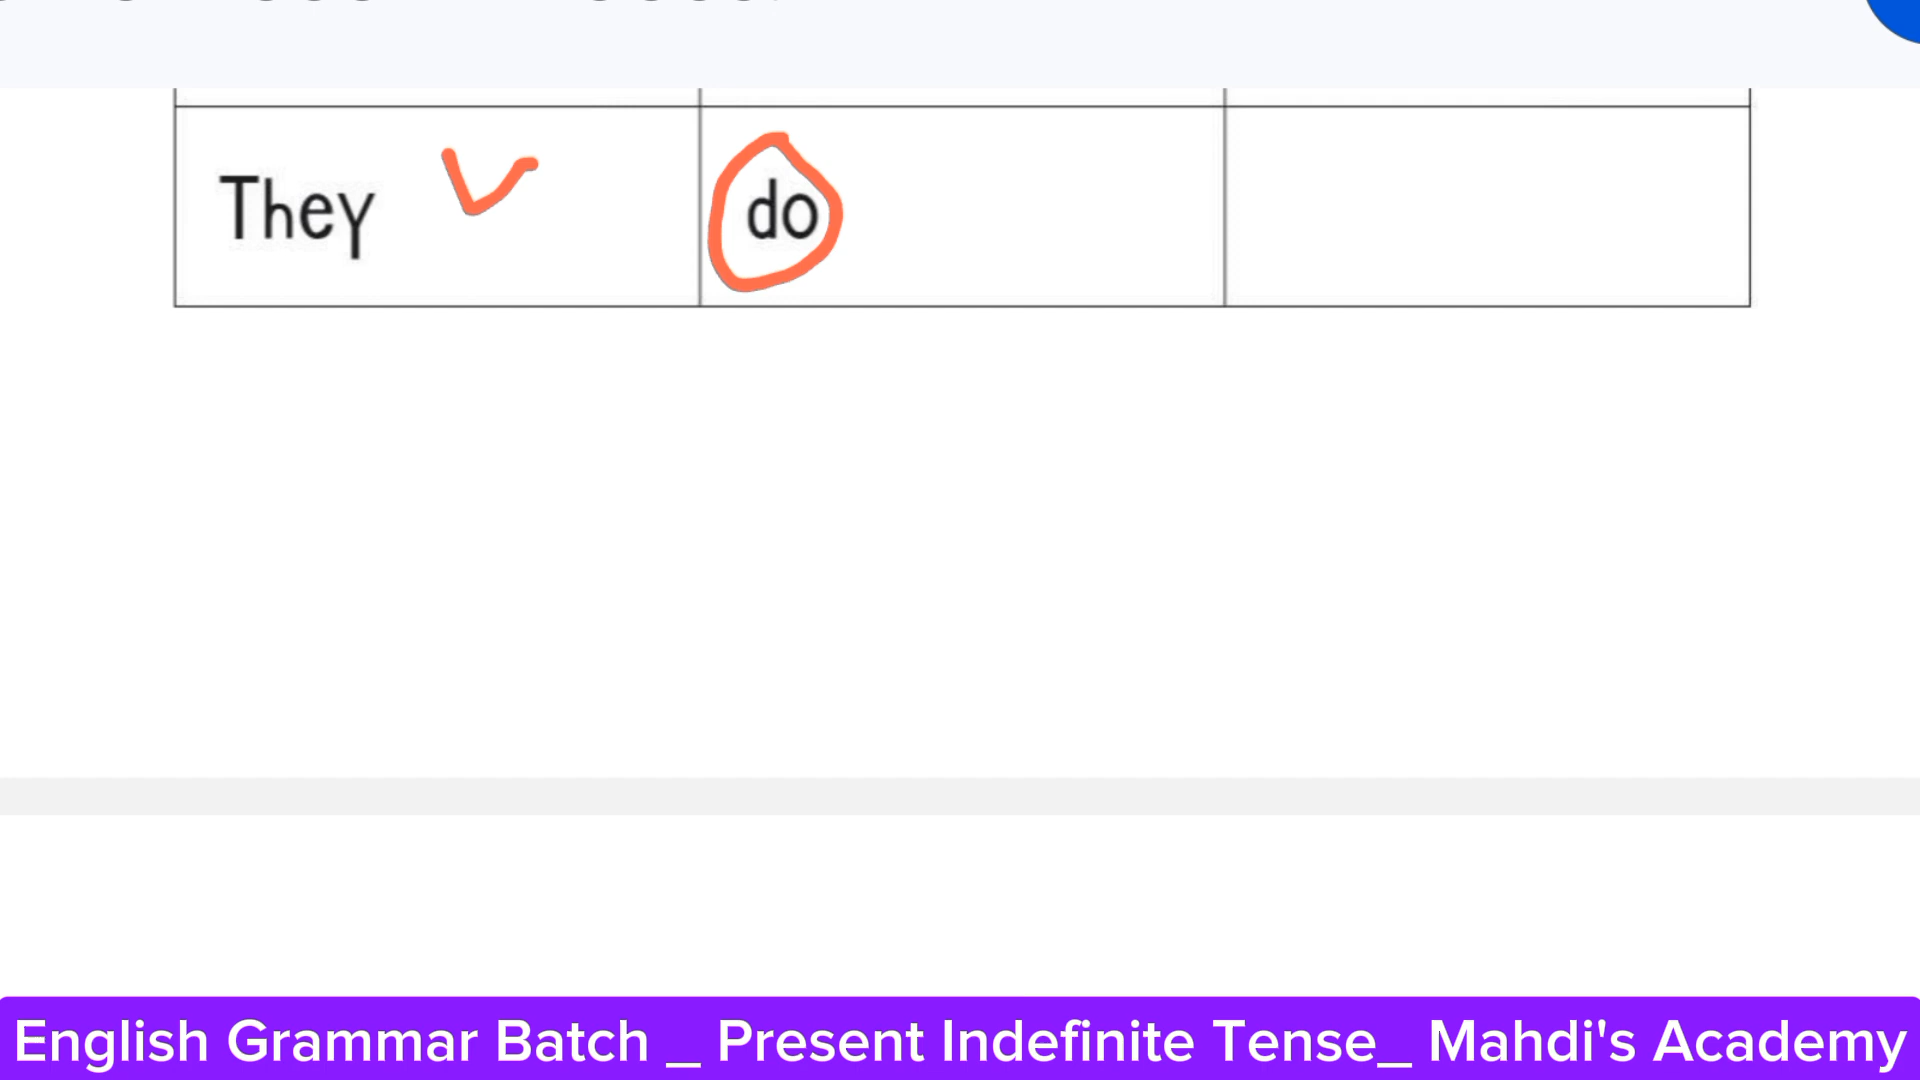 They do
English Grammar Batch _ Present Indefinite Tense_ Mahdi's Academy